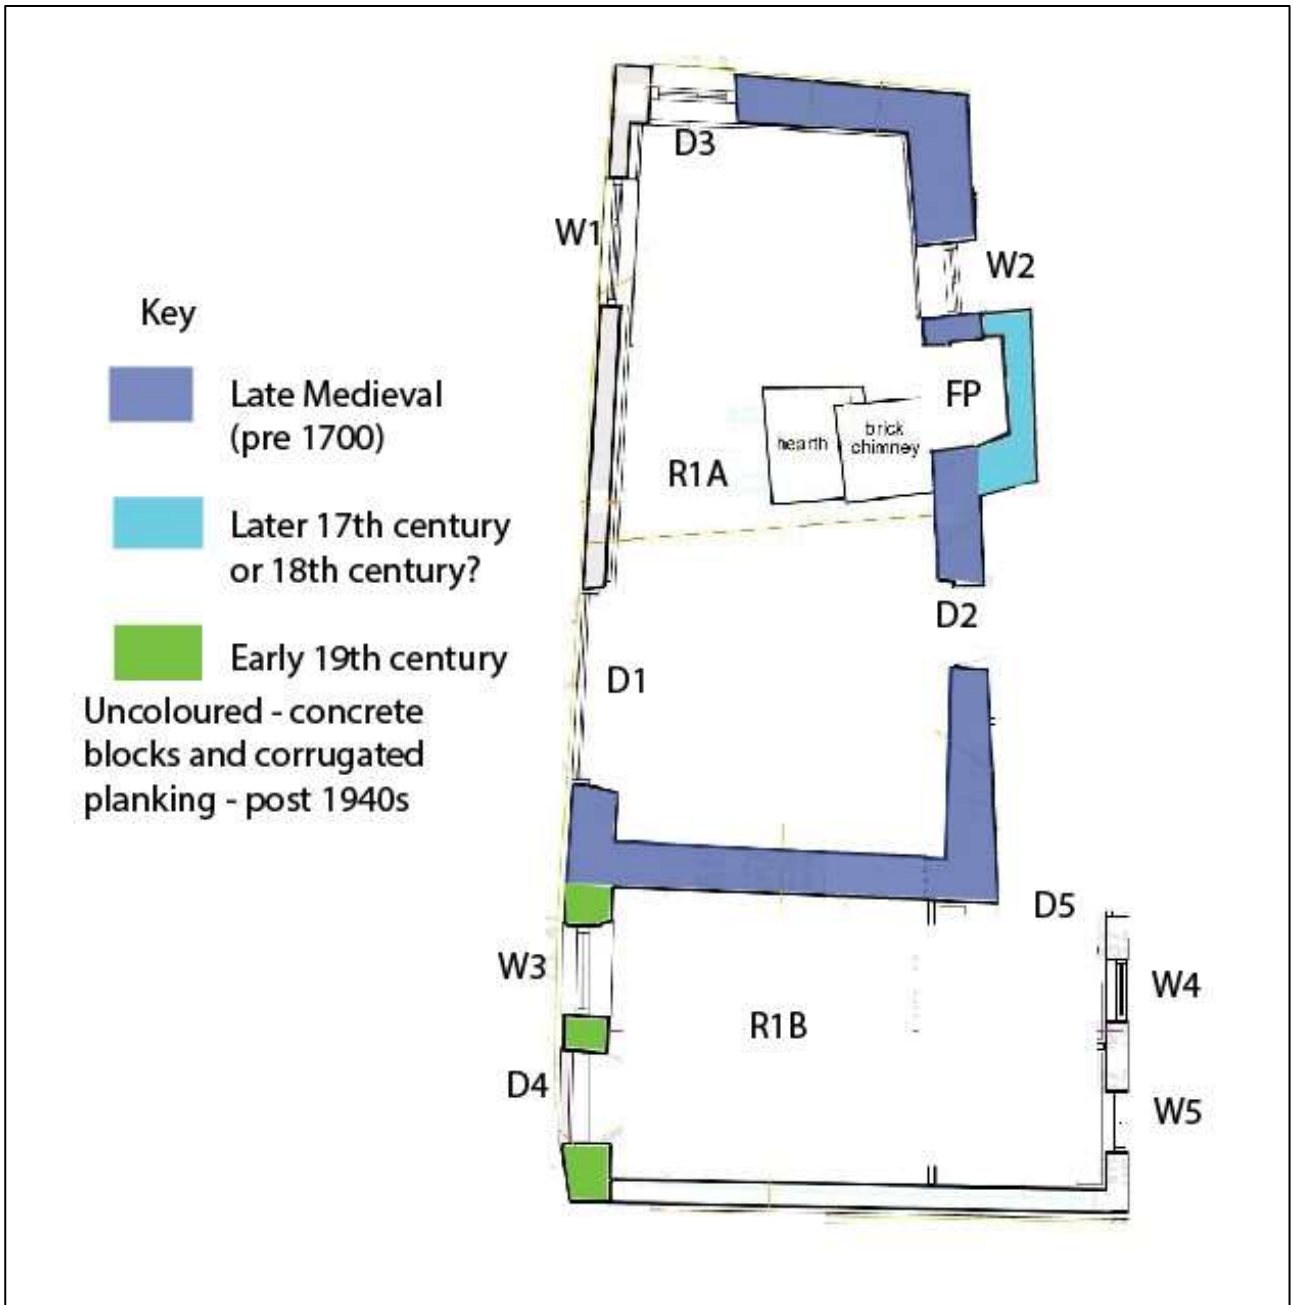 D3
W1
W2
Key
Late Medieval
(pre 1700)
FP
hearth
brick
chimney
R1A
Later 17th century
or 18th century?
D2
Early 19th century
D1
Uncoloured - concrete
blocks and corrugated
planking - post 1940s
D5
W3
W4
R1B
D4
W5